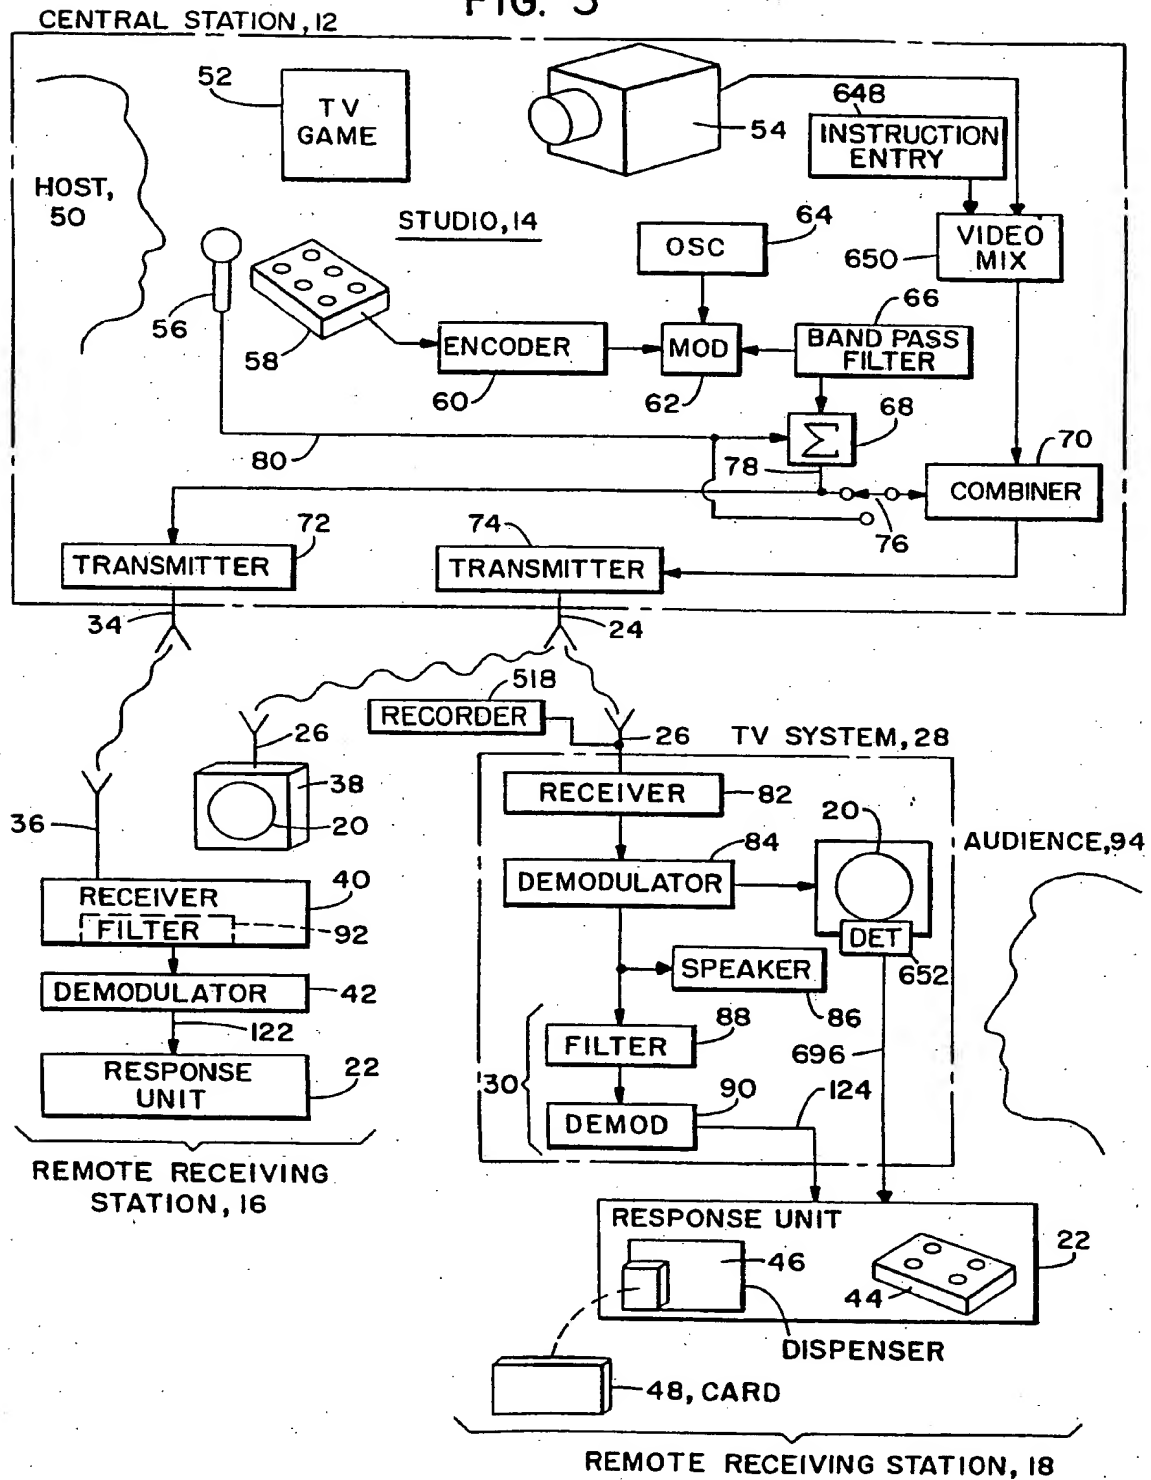 FIG. 3
CENTRAL STATION, 12
52
TV
GAME
54
648
INSTRUCTION
ENTRY
HOST,
50
STUDIO, 14
64
OSC
650
VIDEO
MIX
56
58
ENCODER
60
MOD
62
66
BAND PASS
FILTER
68
Σ
80
78
76
70
COMBINER
72
TRANSMITTER
74
TRANSMITTER
34
24
518
RECORDER
26
26
TV SYSTEM, 28
38
20
36
RECEIVER
82
20
AUDIENCE, 94
84
DEMODULATOR
RECEIVER
40
FILTER
92
DET
652
SPEAKER
86
DEMODULATOR
42
122
88
FILTER
696
30
90
DEMOD
124
RESPONSE
UNIT
22
REMOTE RECEIVING
STATION, 16
RESPONSE UNIT
46
44
22
DISPENSER
48, CARD
REMOTE RECEIVING STATION, 18